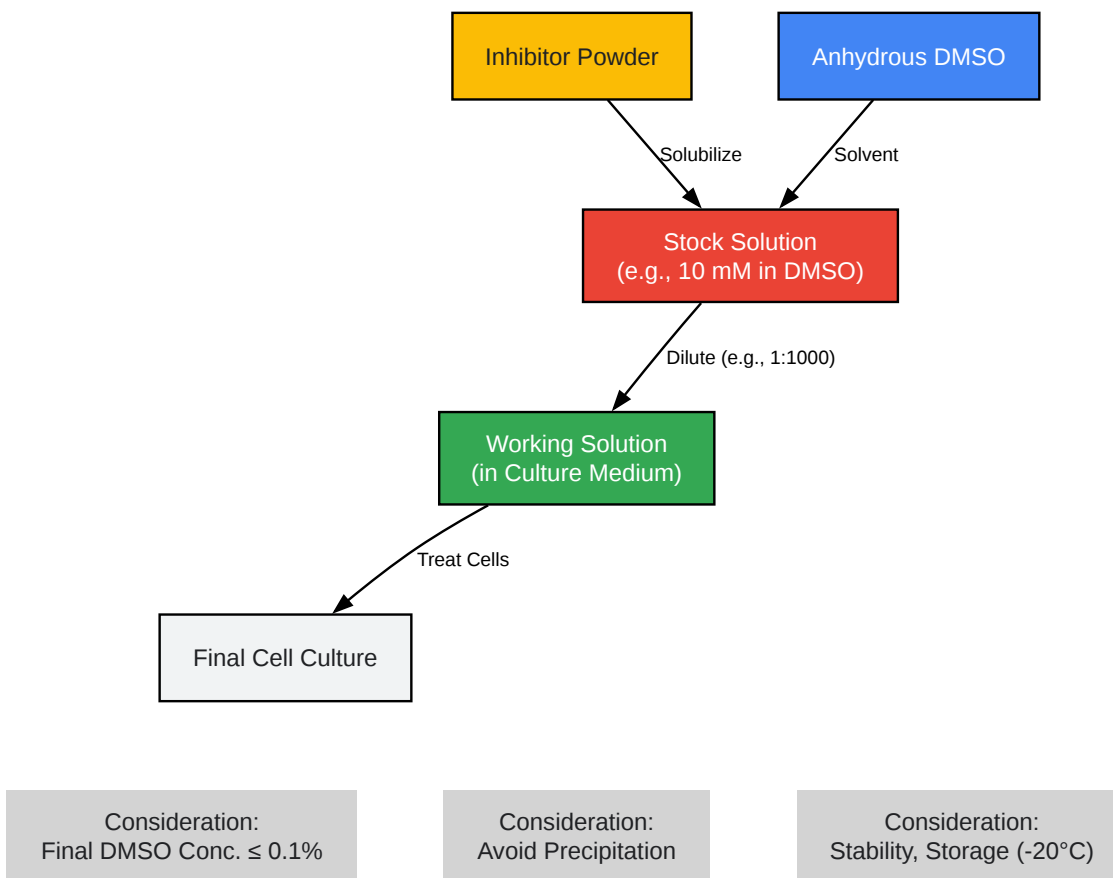 Inhibitor Powder
Anhydrous DMSO
Solubilize
Solvent
Stock Solution
(e.g., 10 mM in DMSO)
Dilute (e.g., 1:1000)
Working Solution
(in Culture Medium)
Treat Cells
Final Cell Culture
Consideration:
Final DMSO Conc. ≤ 0.1%
Consideration:
Avoid Precipitation
Consideration:
Stability, Storage (-20°C)